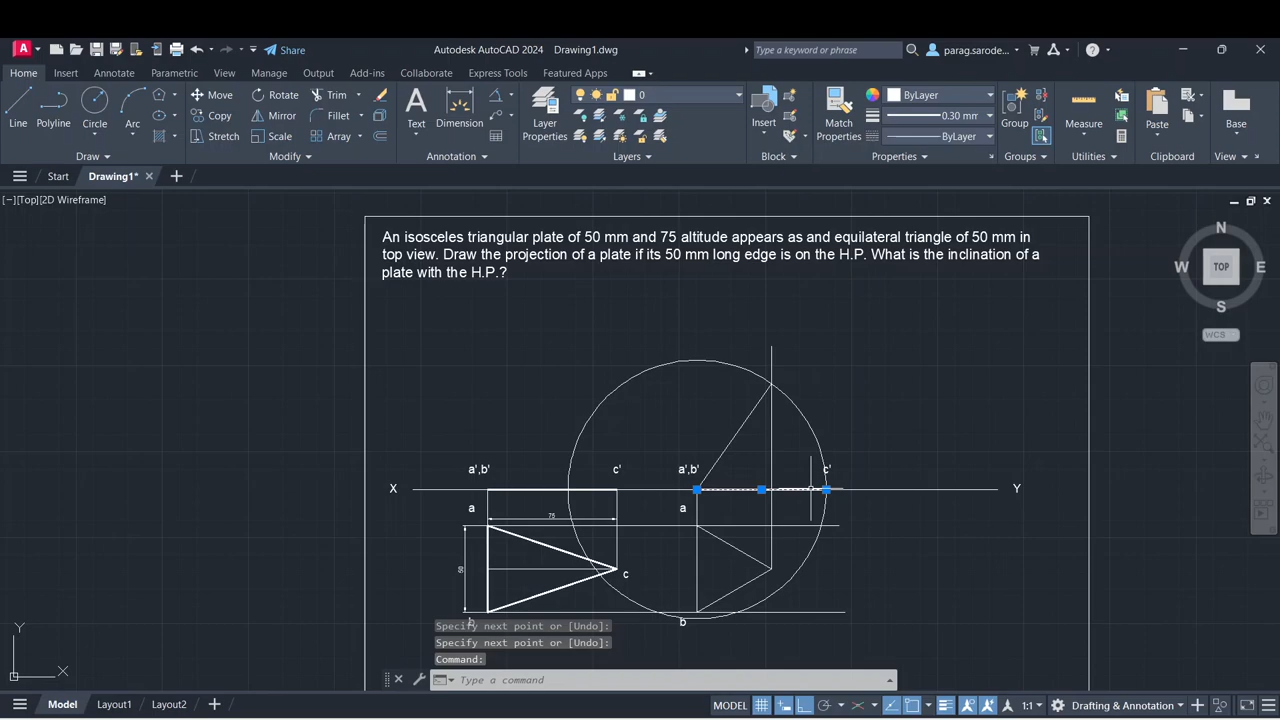 Share
Autodesk AutoCAD 2024 Drawing1.dwg
Type a keyword or phrase
parag.sarode...
Home Insert Annotate Parametric View Manage Output Add-ins Collaborate Express Tools Featured Apps
Move Rotate Trim
Copy Mirror Fillet
Stretch Scale Array
Line Polyline Circle Arc
Text Dimension
Layer Properties
0
Insert
Match Properties
ByLayer
0.30 mm
ByLayer
Group
Measure
Paste
Base
Draw Modify Annotation Layers Block Properties Groups Utilities Clipboard View
Start Drawing1*
[−][Top][2D Wireframe]
An isosceles triangular plate of 50 mm and 75 altitude appears as and equilateral triangle of 50 mm in
top view. Draw the projection of a plate if its 50 mm long edge is on the H.P. What is the inclination of a
plate with the H.P.?
N
W TOP E
S
WCS
a',b' c' a',b' c'
X Y
a a
75
50
c
b b
Specify next point or [Undo]:
Specify next point or [Undo]:
Command:
Type a command
Y
X
Model Layout1 Layout2
MODEL
1:1
Drafting & Annotation